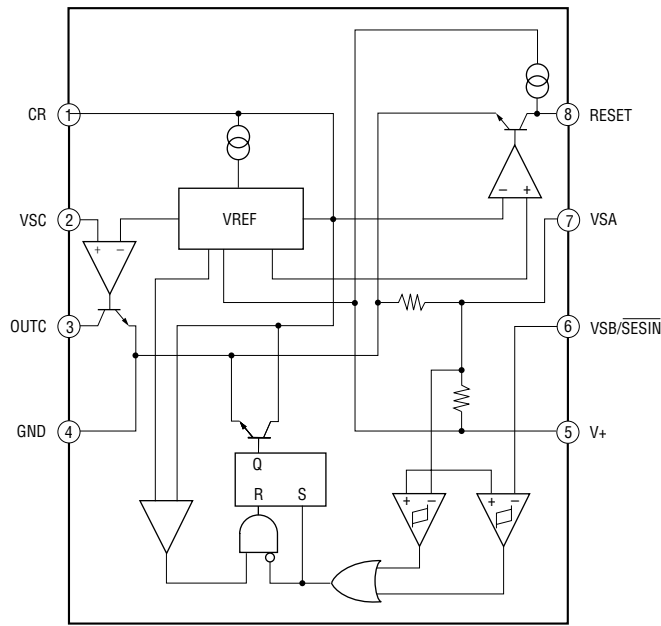 CR 1
8 RESET
VSC 2
VREF
7 VSA
+ −
− +
OUTC 3
6 VSB/SESIN
GND 4
5 V+
Q
R S
+ − + −